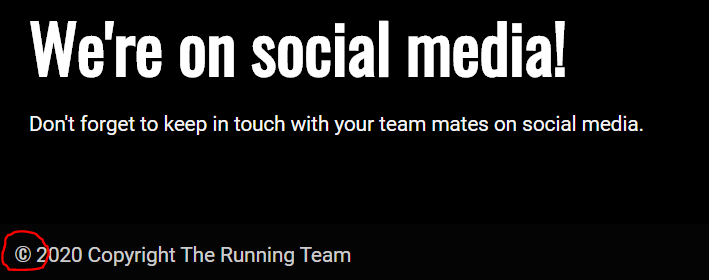 We're on social media!
Don't forget to keep in touch with your team mates on social media.
© 2020 Copyright The Running Team